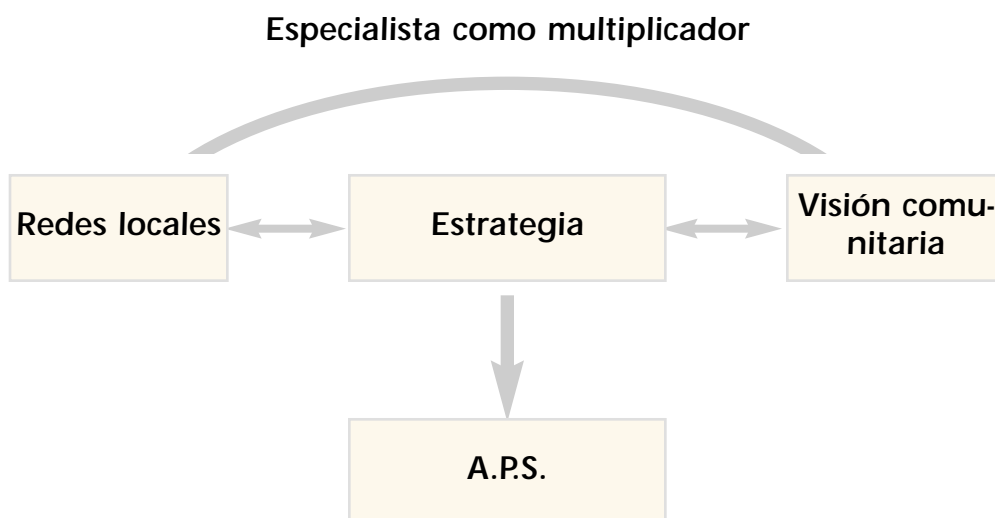 Especialista como multiplicador
Redes locales
Estrategia
Visión comu-
nitaria
A.P.S.